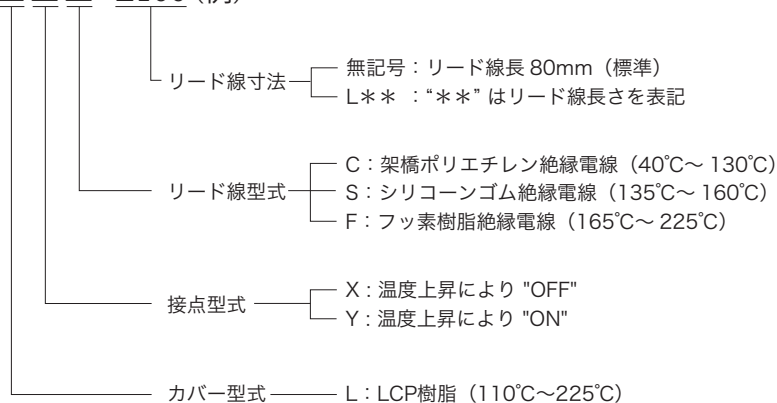 リード線寸法
無記号：リード線長 80mm（標準）
L＊＊ ：“＊＊” はリード線長さを表記
リード線型式
C：架橋ポリエチレン絶縁電線（40℃～ 130℃）
S：シリコーンゴム絶縁電線（135℃～ 160℃）
F：フッ素樹脂絶縁電線（165℃～ 225℃）
接点型式
X : 温度上昇により "OFF"
Y : 温度上昇により "ON"
カバー型式
L：LCP樹脂（110℃～225℃）